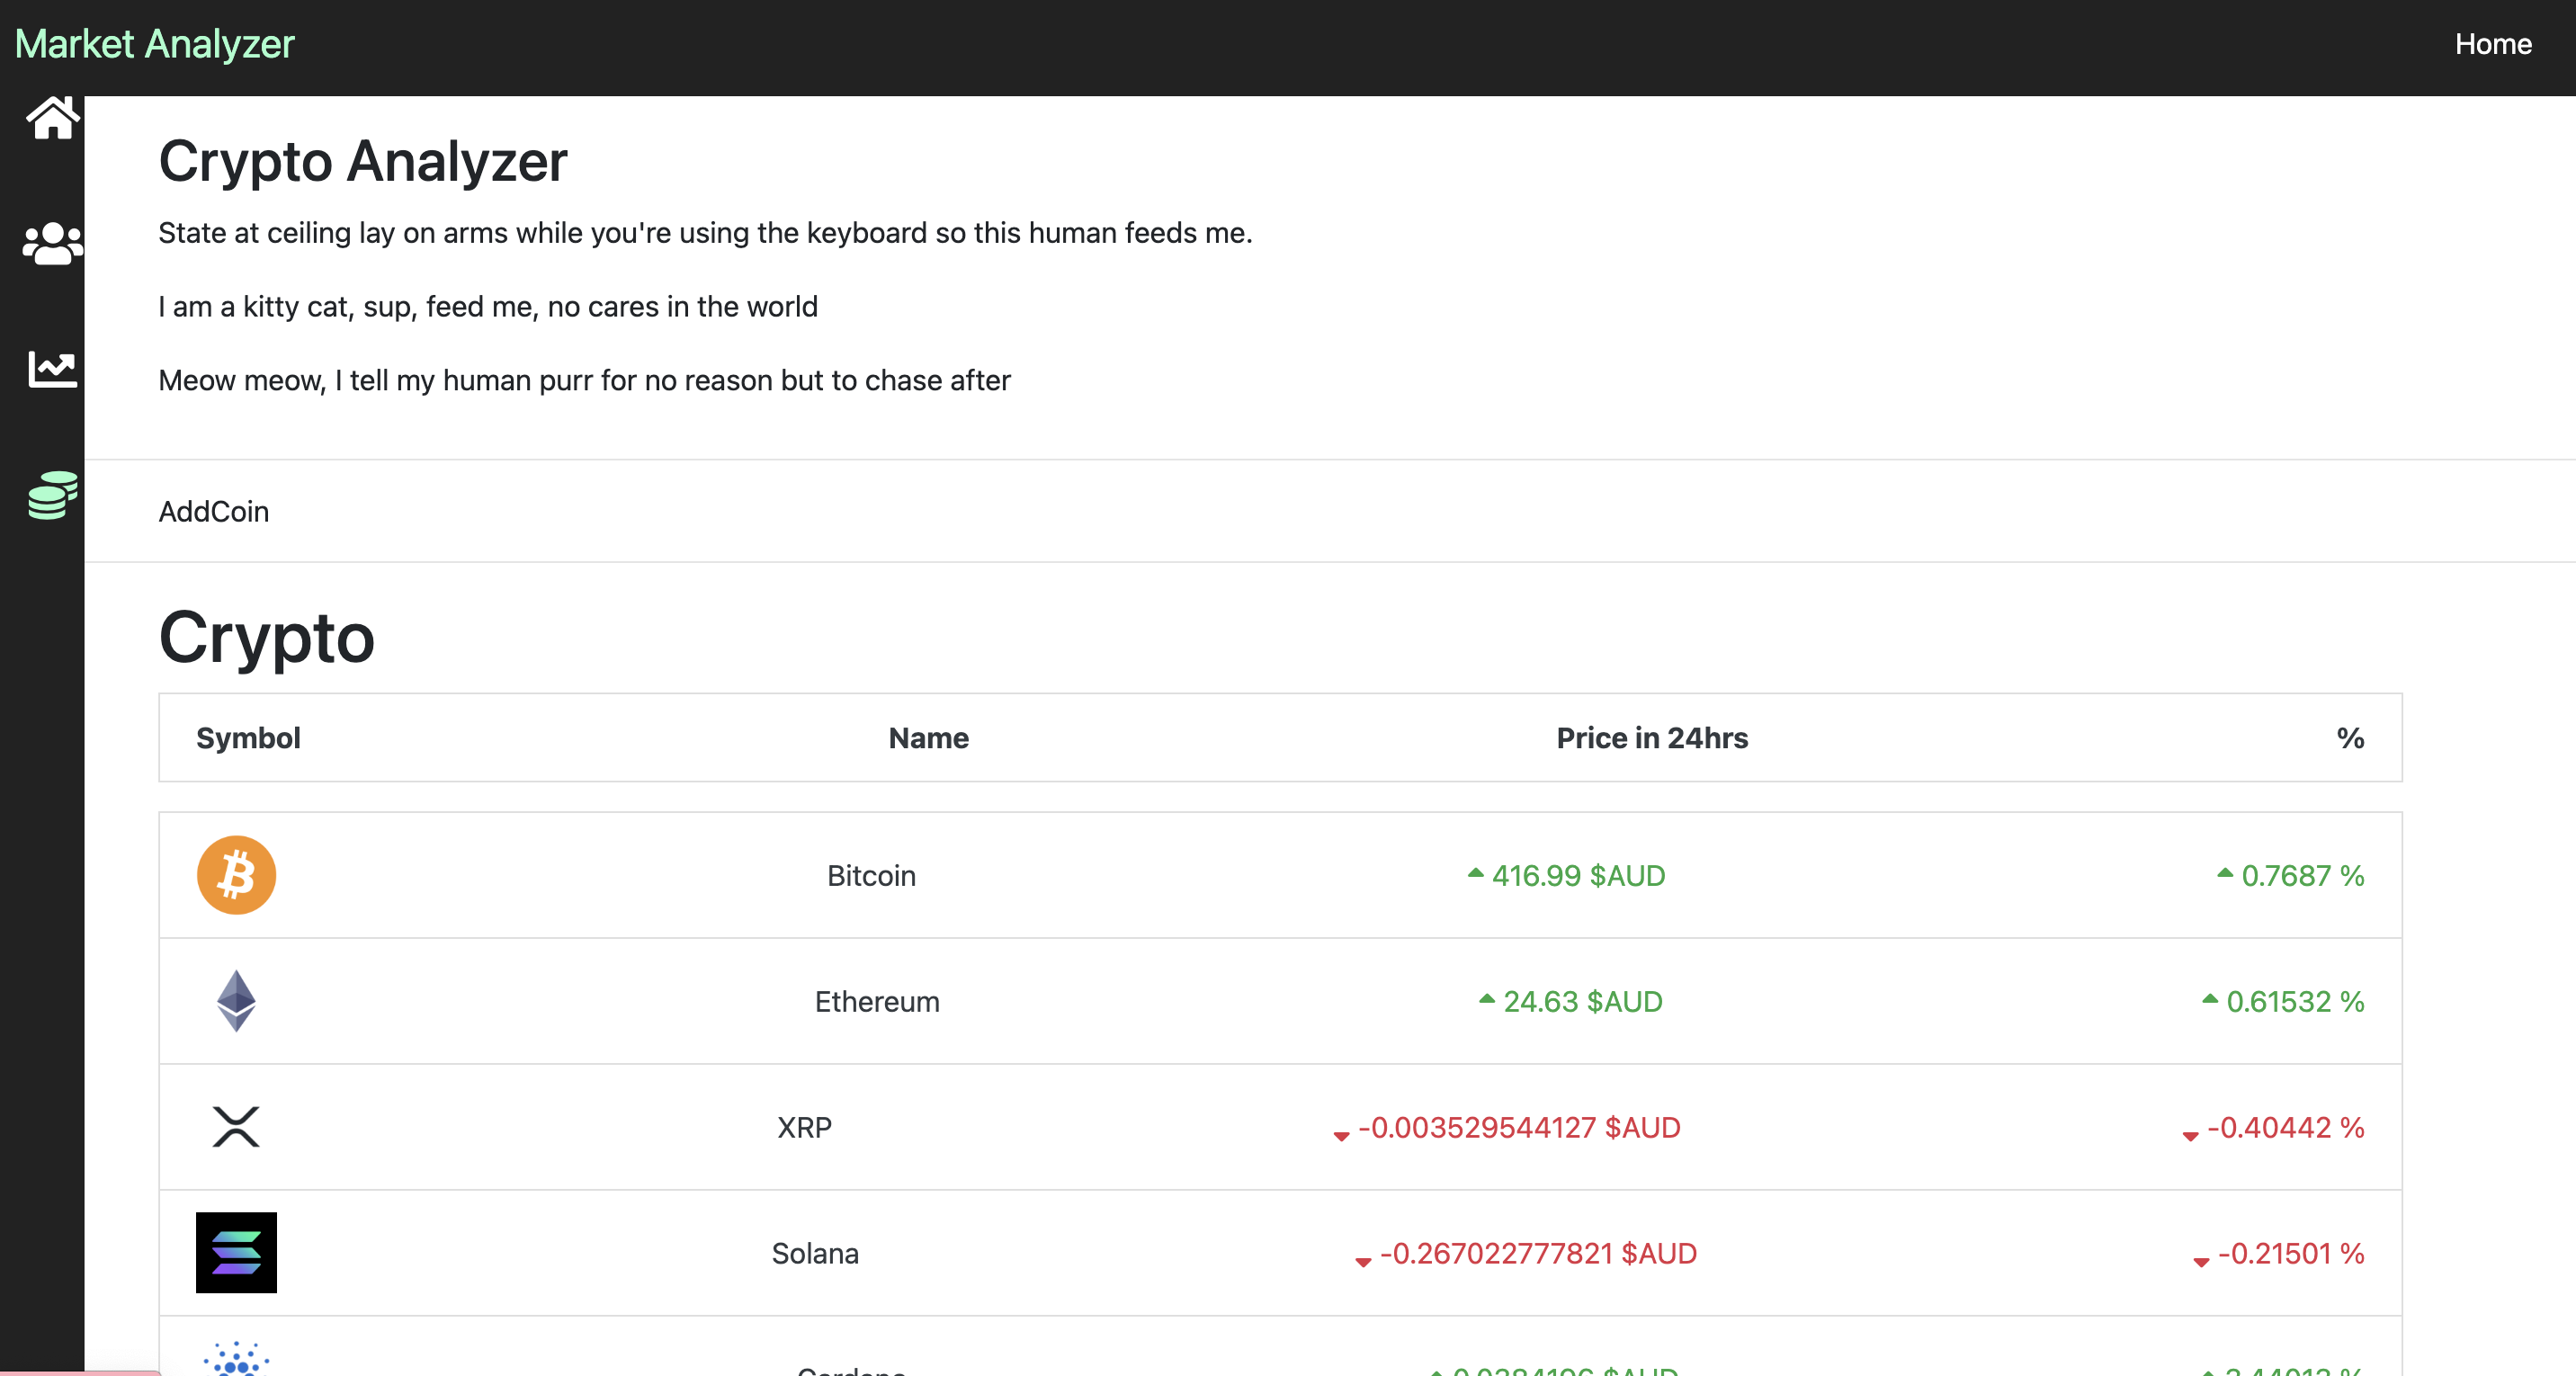 Market Analyzer Home
Crypto Analyzer
State at ceiling lay on arms while you're using the keyboard so this human feeds me.
I am a kitty cat, sup, feed me, no cares in the world
Meow meow, I tell my human purr for no reason but to chase after
AddCoin
Crypto
Symbol Name Price in 24hrs %
Bitcoin 416.99 $AUD 0.7687 %
Ethereum 24.63 $AUD 0.61532 %
XRP -0.003529544127 $AUD -0.40442 %
Solana -0.267022777821 $AUD -0.21501 %
Cardano $AUD %